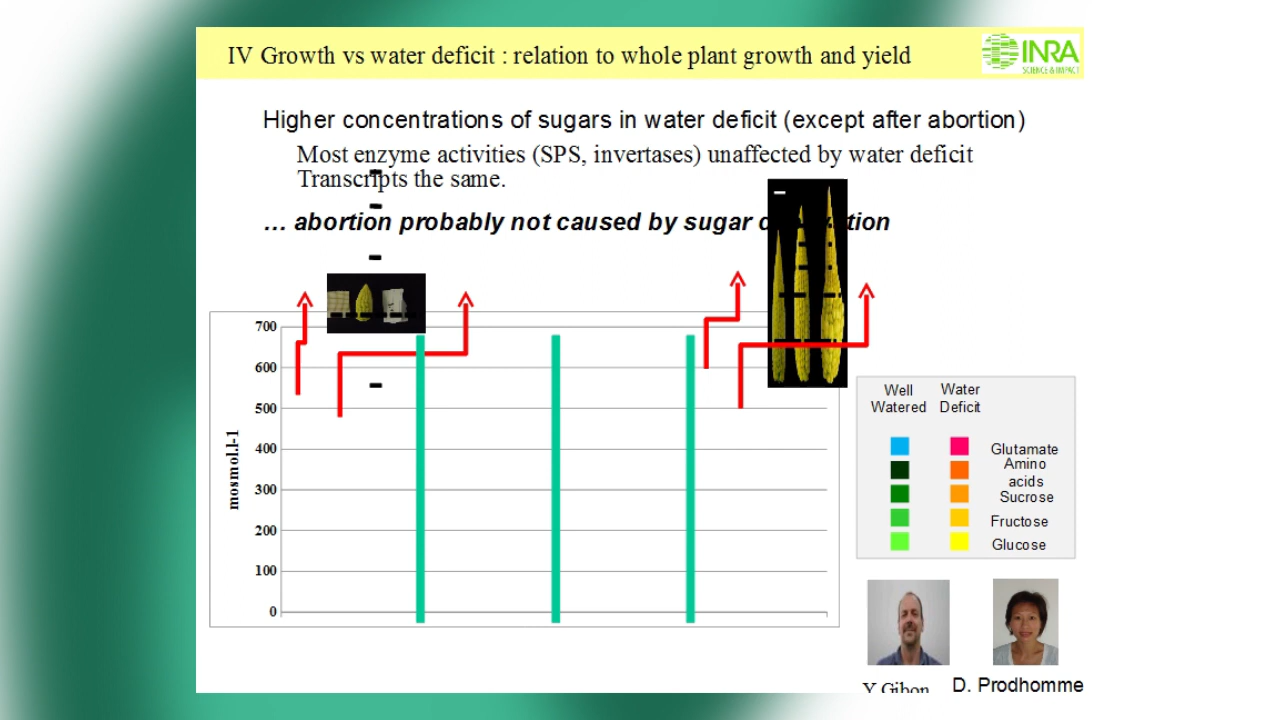 IV Growth vs water deficit : relation to whole plant growth and yield
INRA
SCIENCE & IMPACT
Higher concentrations of sugars in water deficit (except after abortion)
Most enzyme activities (SPS, invertases) unaffected by water deficit
Transcripts the same.
… abortion probably not caused by sugar
700
600
500
400
300
200
100
0
mosmol.l-1
Well Water
Watered Deficit
Glutamate
Amino
acids
Sucrose
Fructose
Glucose
Y Gibon
D. Prodhomme